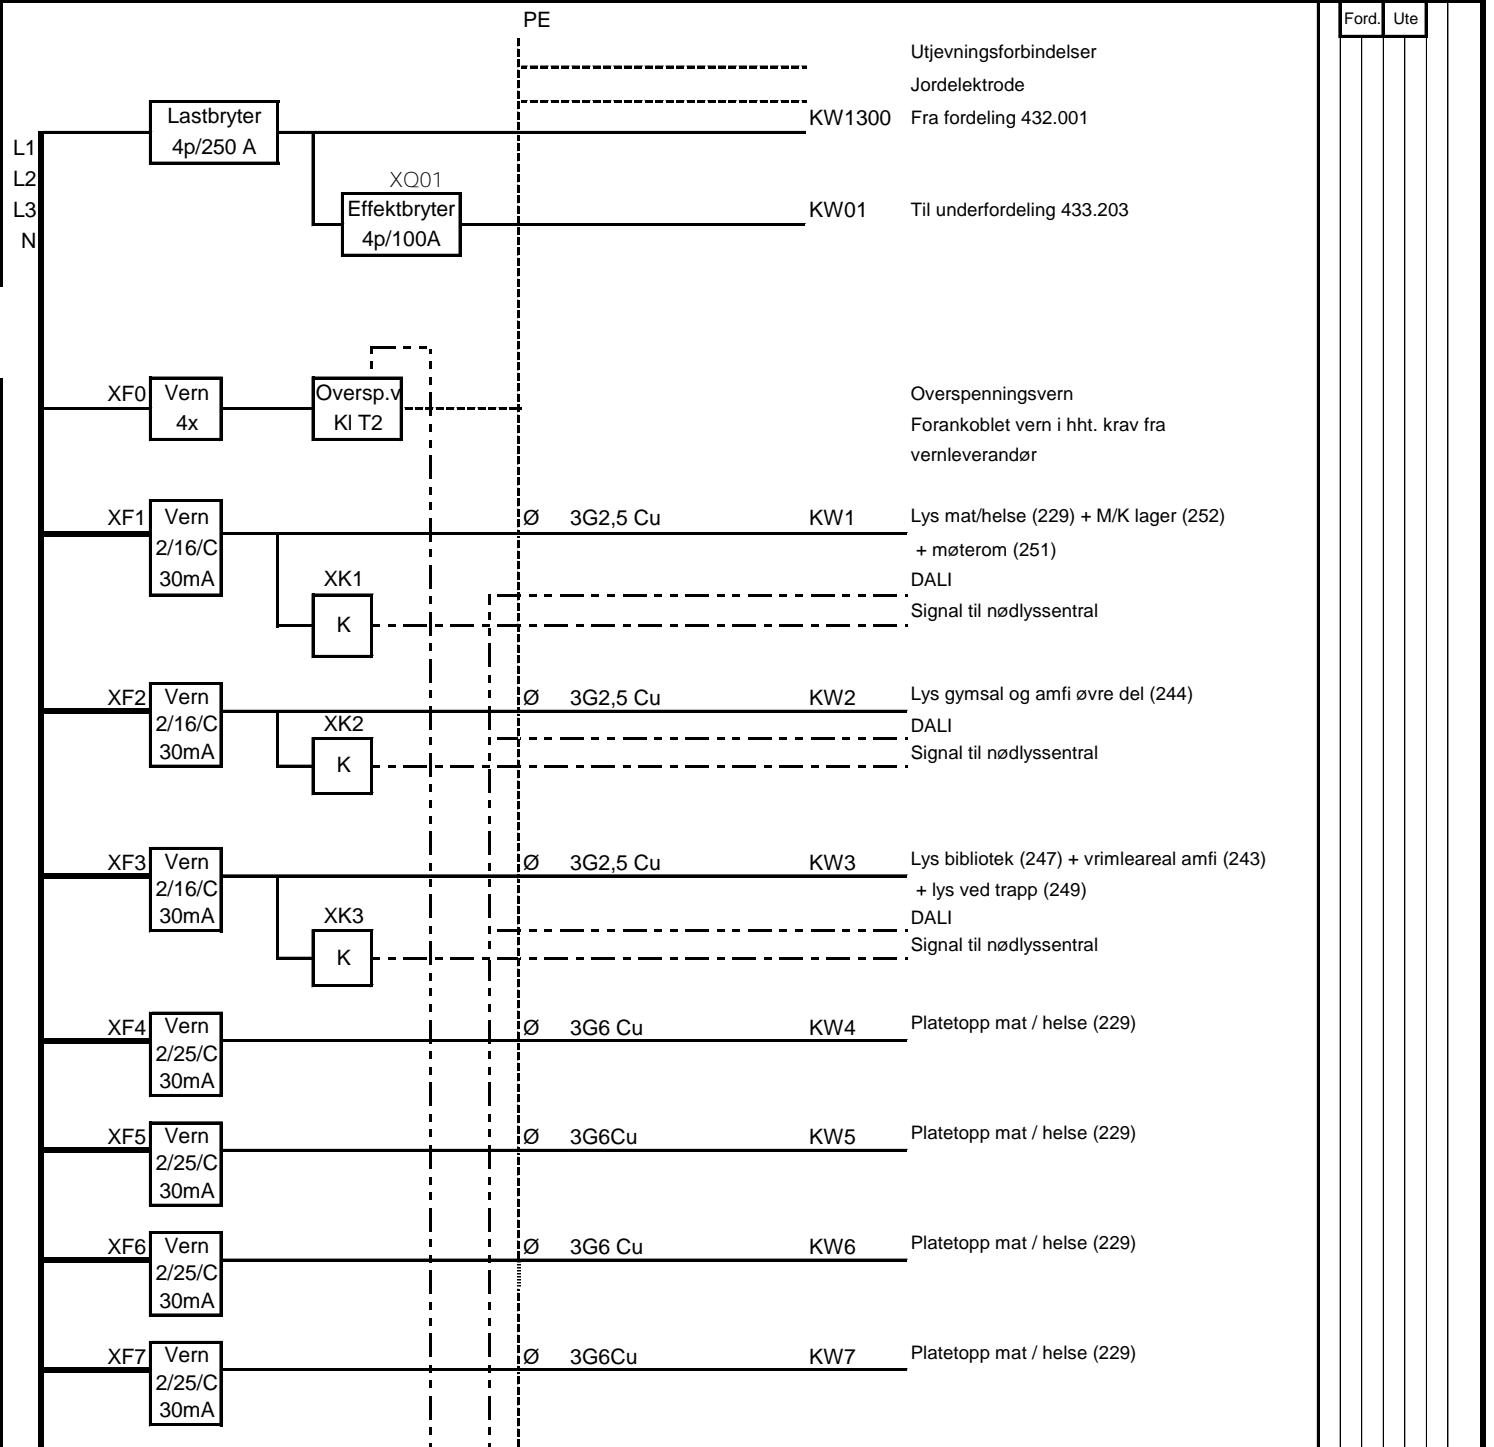 PE
Ford. Ute
Utjevningsforbindelser
Jordelektrode
Lastbryter
4p/250 A
KW1300 Fra fordeling 432.001
L1
L2
L3
N
XQ01
Effektbryter
4p/100A
KW01 Til underfordeling 433.203
XF0 Vern
4x
Oversp.v
Kl T2
Overspenningsvern
Forankoblet vern i hht. krav fra
vernleverandør
XF1 Vern
2/16/C
30mA
Ø 3G2,5 Cu KW1 Lys mat/helse (229) + M/K lager (252)
+ møterom (251)
XK1
K
DALI
Signal til nødlyssentral
XF2 Vern
2/16/C
30mA
Ø 3G2,5 Cu KW2 Lys gymsal og amfi øvre del (244)
XK2
K
DALI
Signal til nødlyssentral
XF3 Vern
2/16/C
30mA
Ø 3G2,5 Cu KW3 Lys bibliotek (247) + vrimleareal amfi (243)
+ lys ved trapp (249)
XK3
K
DALI
Signal til nødlyssentral
XF4 Vern
2/25/C
30mA
Ø 3G6 Cu KW4 Platetopp mat / helse (229)
XF5 Vern
2/25/C
30mA
Ø 3G6Cu KW5 Platetopp mat / helse (229)
XF6 Vern
2/25/C
30mA
Ø 3G6 Cu KW6 Platetopp mat / helse (229)
XF7 Vern
2/25/C
30mA
Ø 3G6Cu KW7 Platetopp mat / helse (229)